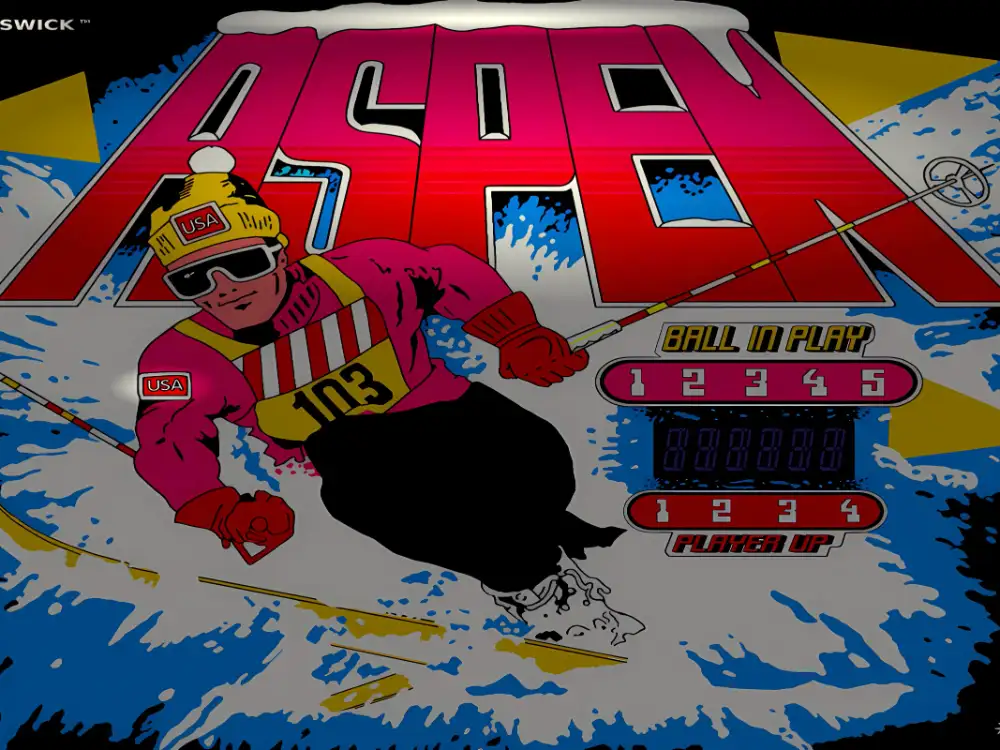 SWICK™
ASPEN
USA
USA
103
BALL IN PLAY
1 2 3 4 5
1 2 3 4
PLAYER UP